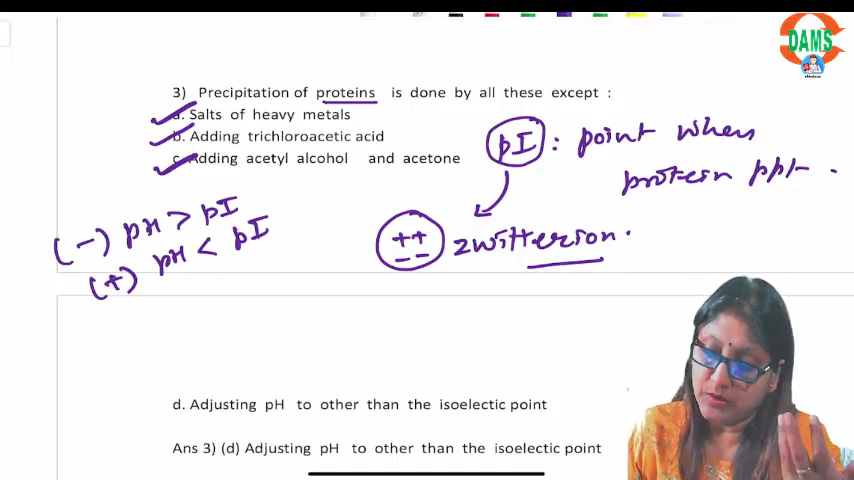 DAMS
eMedicoz
3) Precipitation of proteins is done by all these except :
a. Salts of heavy metals
b. Adding trichloroacetic acid
c. Adding acetyl alcohol and acetone
pI : point when
protein ppt.
++
-- zwitterion.
(-) pH > pI
(+) pH < pI
d. Adjusting pH to other than the isoelectic point
Ans 3) (d) Adjusting pH to other than the isoelectic point